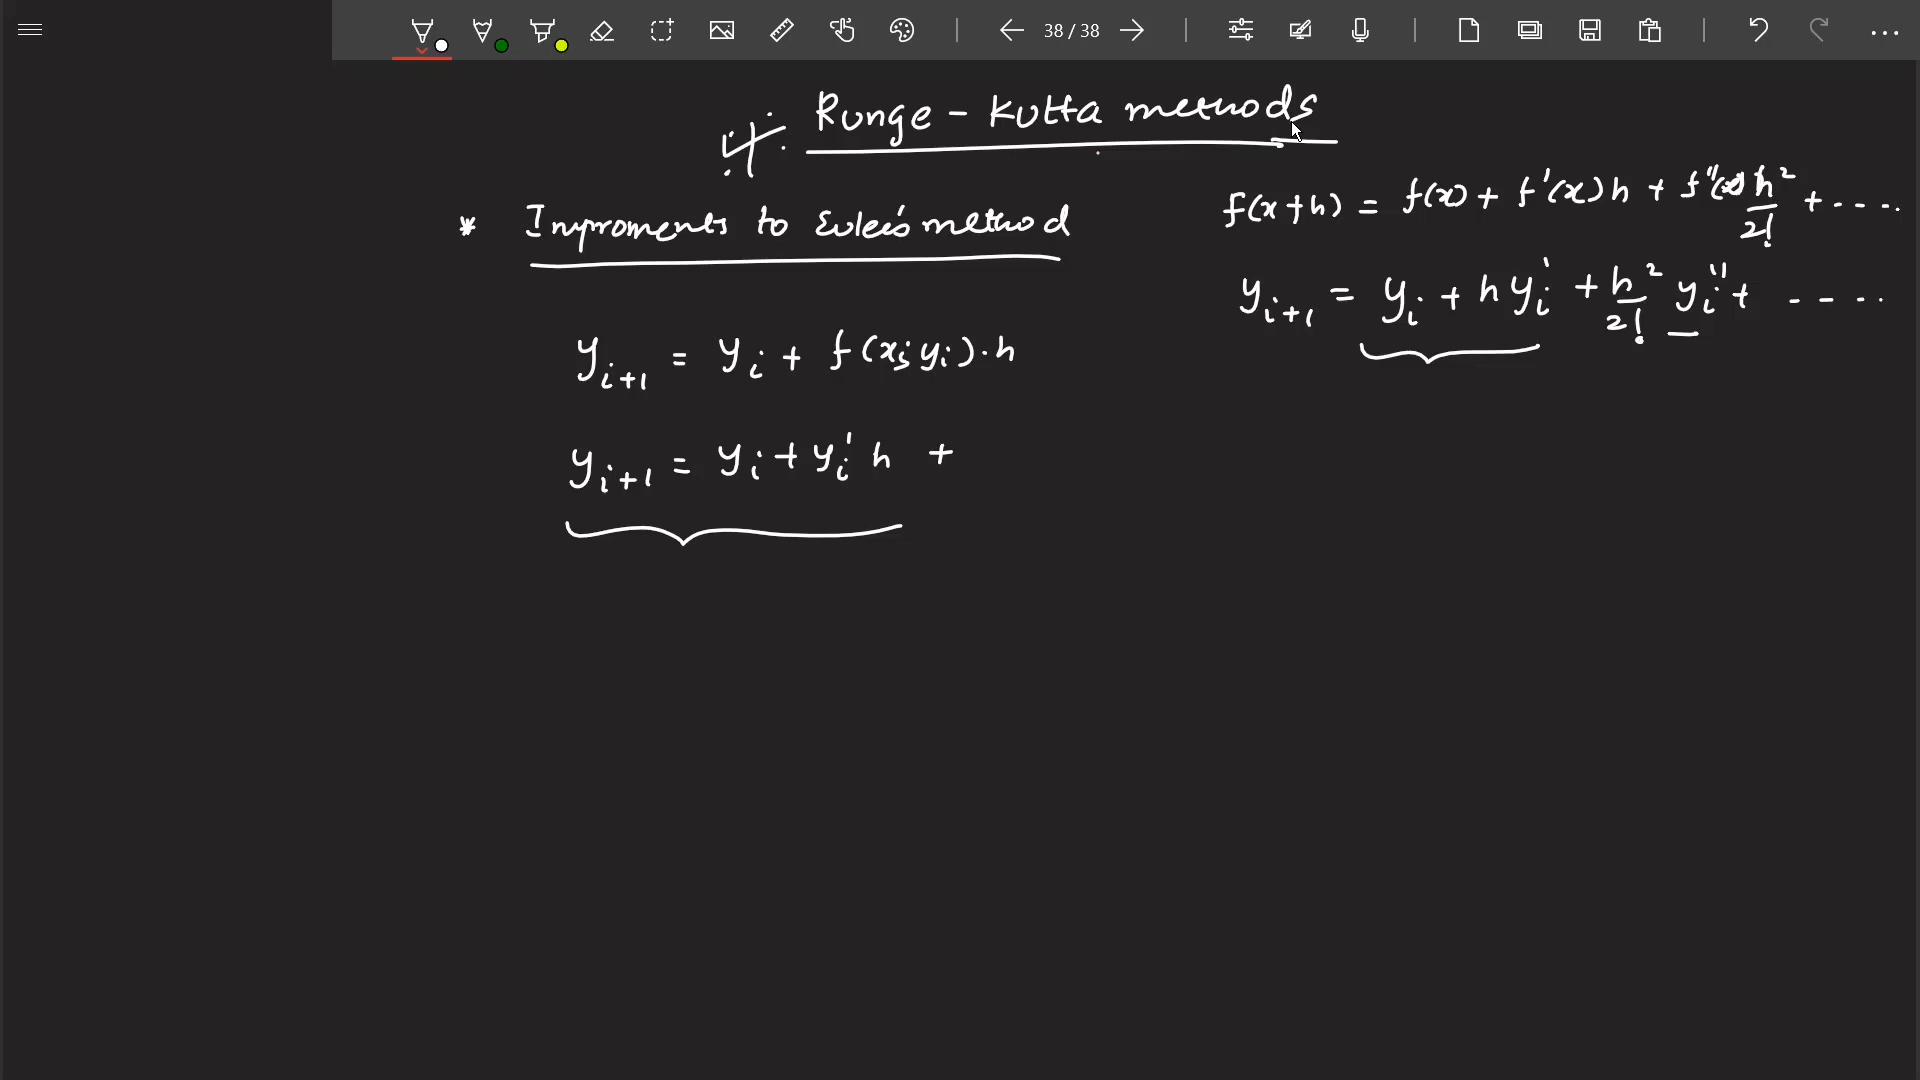 38 / 38
Runge - Kutta methods
* Improments to Euler's method
f(x+h) = f(x) + f'(x)h + f''(x) h²/2! + ....
y_{i+1} = y_i + h y_i' + h²/2! y_i'' + ....
y_{i+1} = y_i + f(x_i, y_i).h
y_{i+1} = y_i + y_i' h +